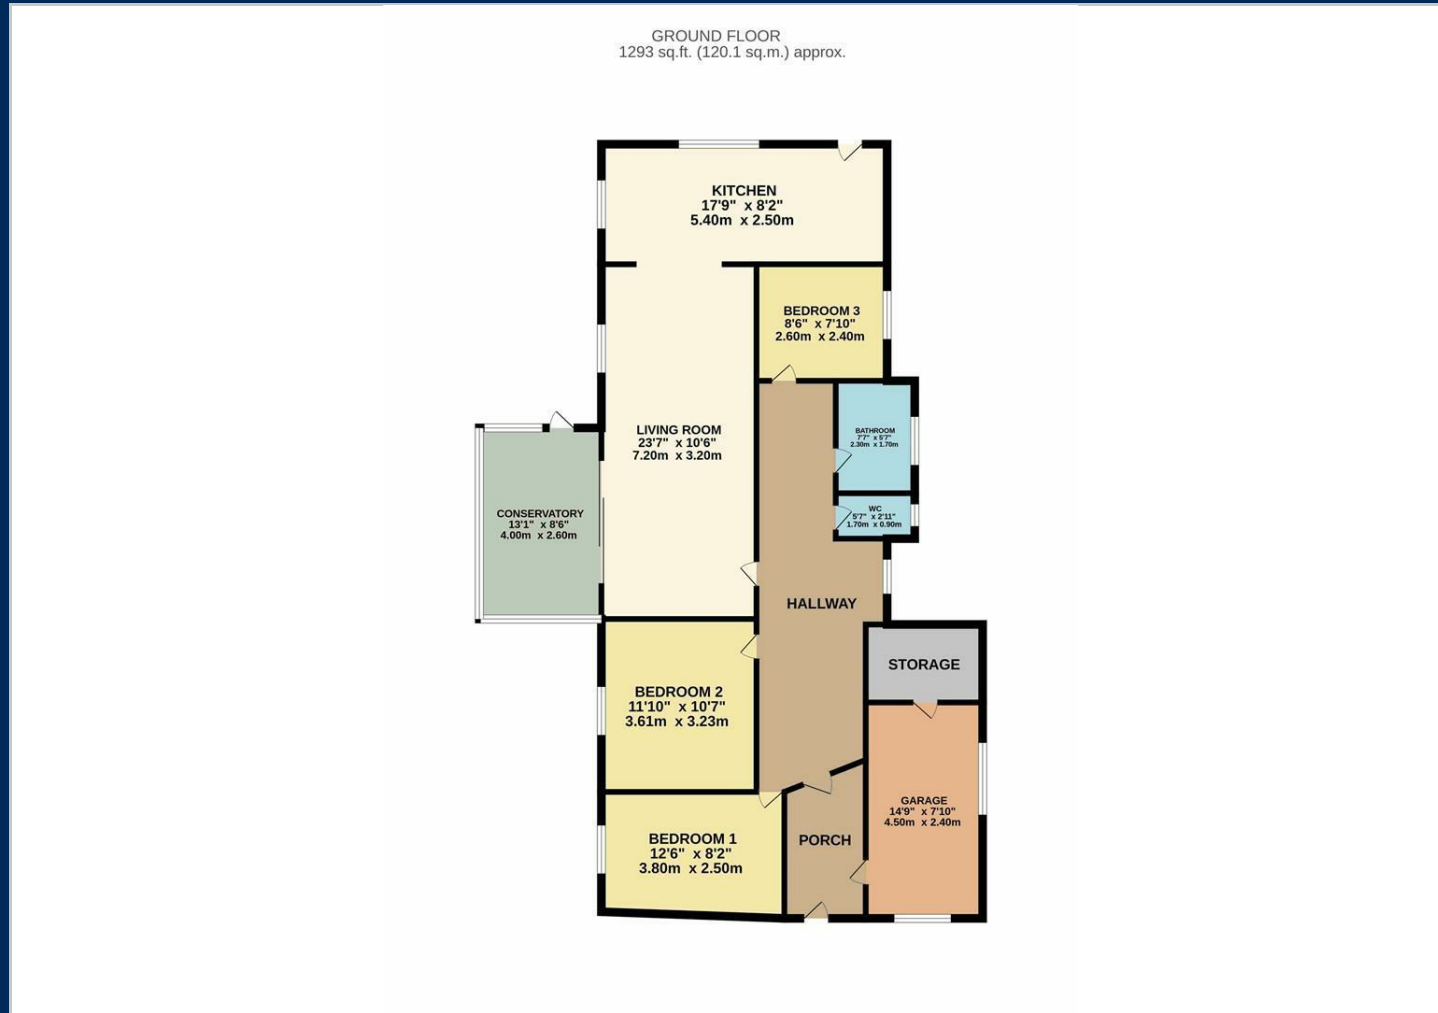 GROUND FLOOR
1293 sq.ft. (120.1 sq.m.) approx.
KITCHEN
17'9" x 8'2"
5.40m x 2.50m
BEDROOM 3
8'6" x 7'10"
2.60m x 2.40m
LIVING ROOM
23'7" x 10'6"
7.20m x 3.20m
BATHROOM
7'7" x 5'7"
2.30m x 1.70m
CONSERVATORY
13'1" x 8'6"
4.00m x 2.60m
WC
5'7" x 2'11"
1.70m x 0.90m
HALLWAY
STORAGE
BEDROOM 2
11'10" x 10'7"
3.61m x 3.23m
GARAGE
14'9" x 7'10"
4.50m x 2.40m
BEDROOM 1
12'6" x 8'2"
3.80m x 2.50m
PORCH